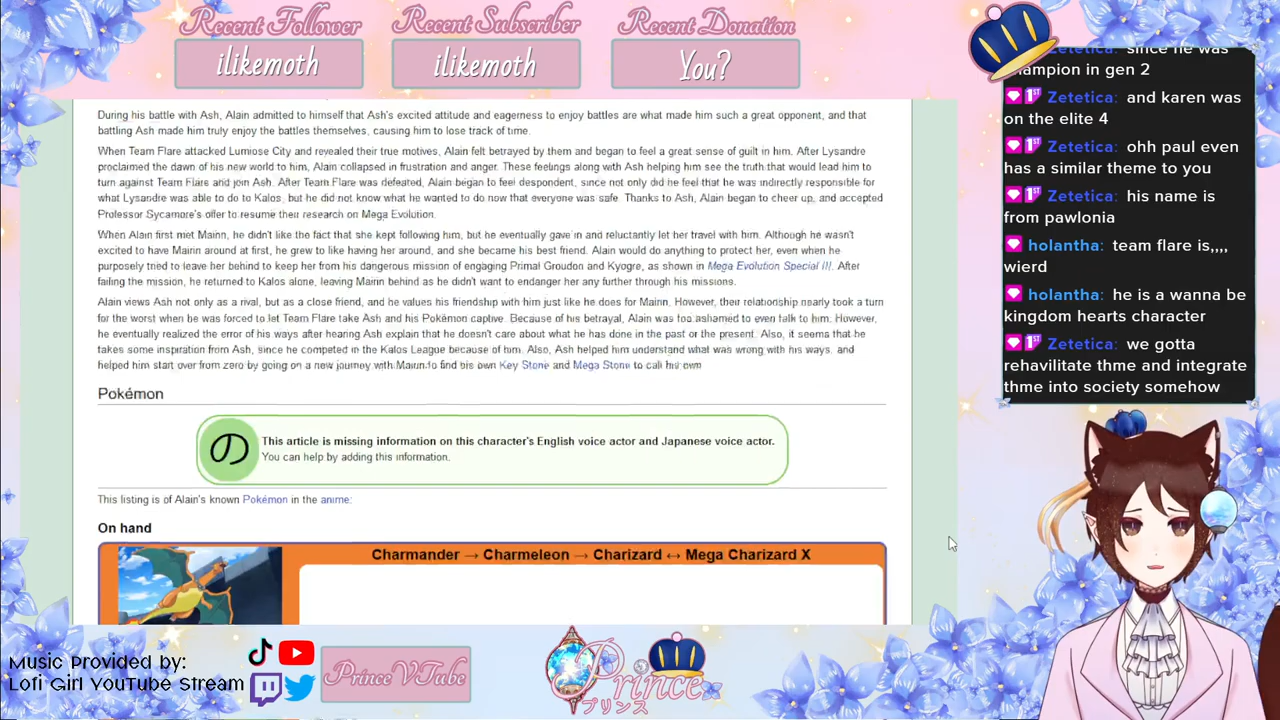 Recent Follower
ilikemoth
Recent Subscriber
ilikemoth
Recent Donation
You?
During his battle with Ash, Alain admitted to himself that Ash's excited attitude and eagerness to enjoy battles are what made him such a great opponent, and that
battling Ash made him truly enjoy the battles themselves, causing him to lose track of time.
When Team Flare attacked Lumiose City and revealed their true motives, Alain felt betrayed by them and began to feel a great sense of guilt in him. After Lysandre
proclaimed the dawn of his new world to him, Alain collapsed in frustration and anger. These feelings along with Ash helping him see the truth that would lead him to
turn against Team Flare and join Ash. After Team Flare was defeated, Alain began to feel despondent, since not only did he feel that he was indirectly responsible for
what Lysandre was able to do to Kalos, but he did not know what he wanted to do now that everyone was safe. Thanks to Ash, Alain began to cheer up, and accepted
Professor Sycamore's offer to resume their research on Mega Evolution.
When Alain first met Mairin, he didn't like the fact that she kept following him, but he eventually gave in and reluctantly let her travel with him. Although he wasn't
excited to have Mairin around at first, he grew to like having her around, and she became his best friend. Alain would do anything to protect her, even when he
purposely tried to leave her behind to keep her from his dangerous mission of engaging Primal Groudon and Kyogre, as shown in Mega Evolution Special III. After
failing the mission, he returned to Kalos alone, leaving Mairin behind as he didn't want to endanger her any further through his missions.
Alain views Ash not only as a rival, but as a close friend, and he values his friendship with him just like he does for Mairin. However, their relationship nearly took a turn
for the worst when he was forced to let Team Flare take Ash and his Pokémon captive. Because of his betrayal, Alain was too ashamed to even talk to him. However,
he eventually realized the error of his ways after hearing Ash explain that he doesn't care about what he has done in the past or the present. Also, it seems that he
takes some inspiration from Ash, since he competed in the Kalos League because of him. Also, Ash helped him understand what was wrong with his ways, and
helped him start over from zero by going on a new journey with Mairin to find his own Key Stone and Mega Stone to call his own
Pokémon
の
This article is missing information on this character's English voice actor and Japanese voice actor.
You can help by adding this information.
This listing is of Alain's known Pokémon in the anime:
On hand
Charmander → Charmeleon → Charizard ↔ Mega Charizard X
Zetetica: since he was
champion in gen 2
1ST Zetetica: and karen was
on the elite 4
1ST Zetetica: ohh paul even
has a similar theme to you
1ST Zetetica: his name is
from pawlonia
holantha: team flare is,,,,
wierd
holantha: he is a wanna be
kingdom hearts character
1ST Zetetica: we gotta
rehavilitate thme and integrate
thme into society somehow
Music Provided by:
Lofi Girl YouTube Stream
PrinceVTube
Prince
プリンス